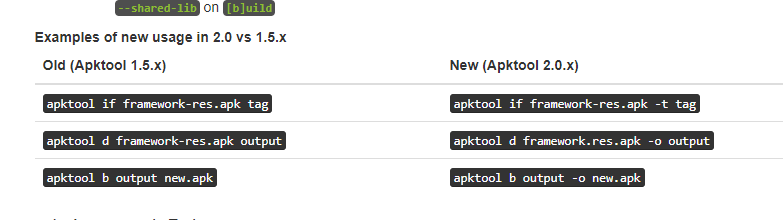 --shared-lib on [b]uild
Examples of new usage in 2.0 vs 1.5.x
Old (Apktool 1.5.x) New (Apktool 2.0.x)
apktool if framework-res.apk tag apktool if framework-res.apk -t tag
apktool d framework-res.apk output apktool d framework.res.apk -o output
apktool b output new.apk apktool b output -o new.apk